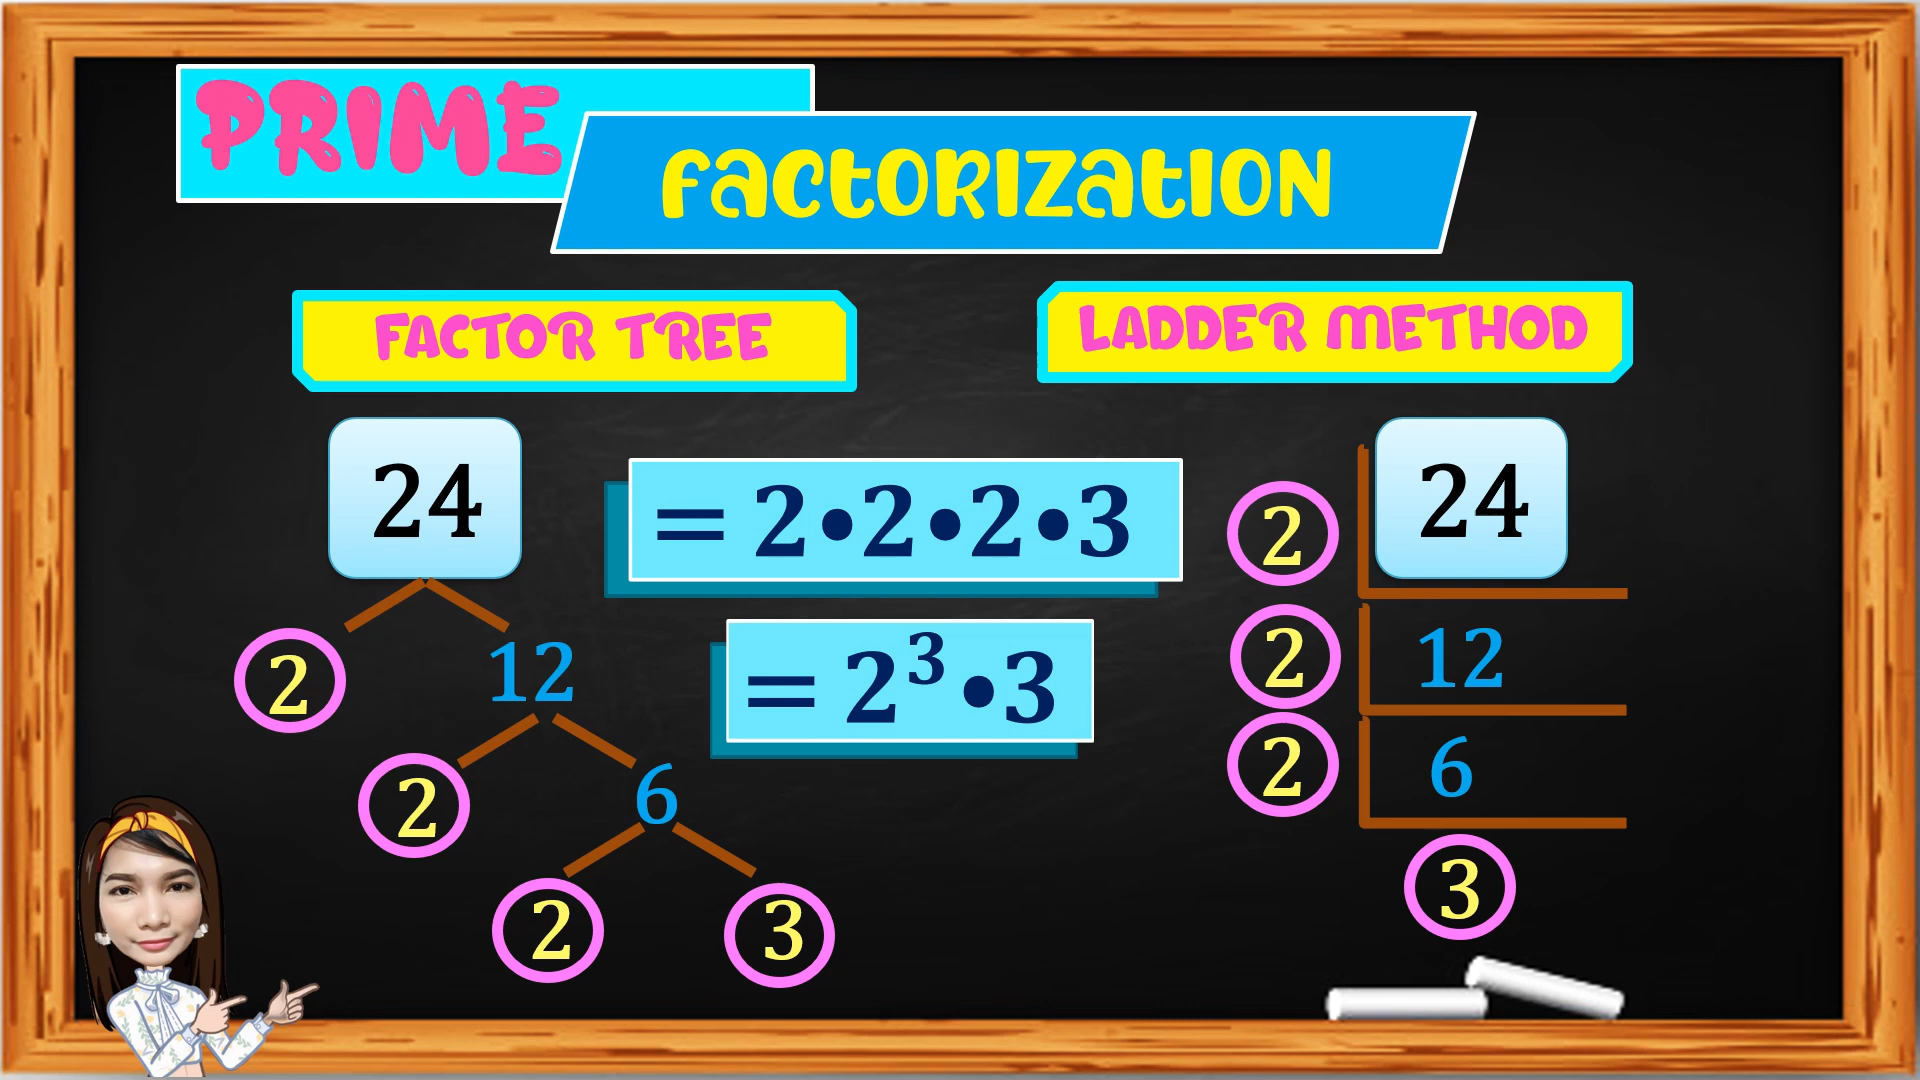 PRIME
FACTORIZATION
FACTOR TREE
LADDER METHOD
24
= 2•2•2•3
= 2³•3
2 12
2 6
2 3
2 24
2 12
2 6
3